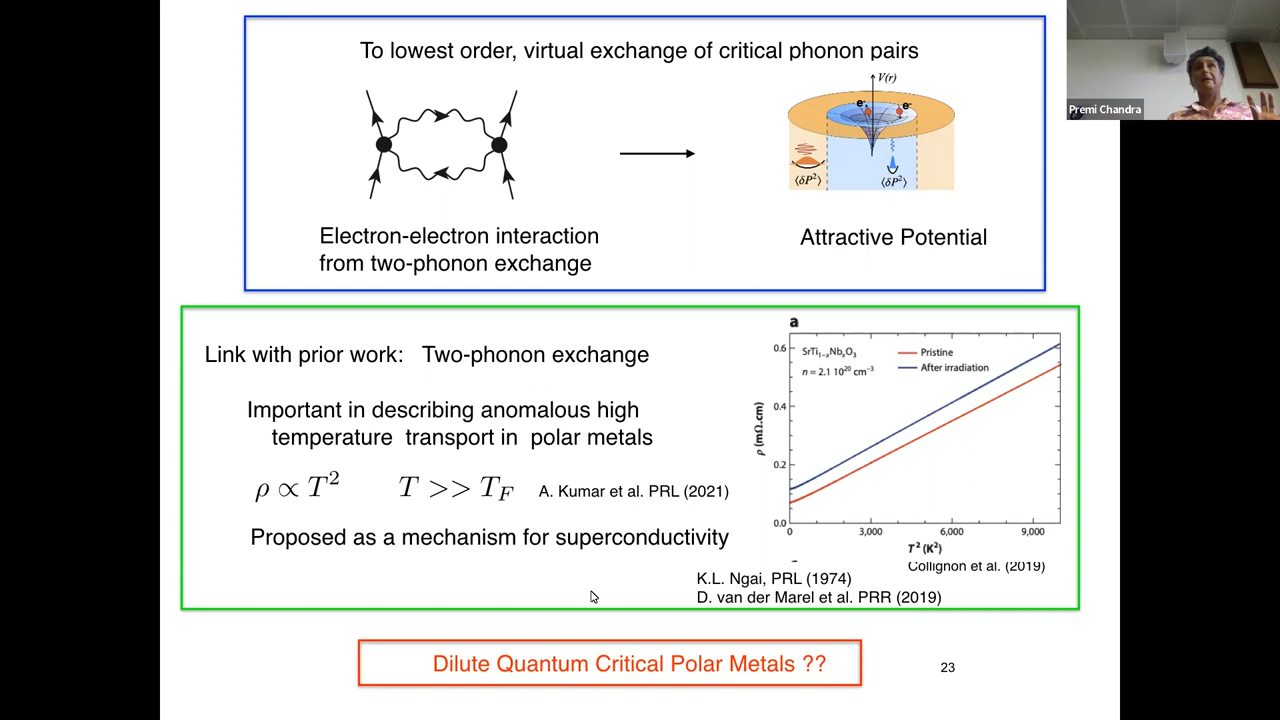 To lowest order, virtual exchange of critical phonon pairs
V(r)
e- e-
⟨δP²⟩ ⟨δP²⟩
Electron-electron interaction
from two-phonon exchange
Attractive Potential
Premi Chandra
Link with prior work: Two-phonon exchange
Important in describing anomalous high
temperature transport in polar metals
ρ ∝ T² T >> T_F A. Kumar et al. PRL (2021)
Proposed as a mechanism for superconductivity
K.L. Ngai, PRL (1974)
D. van der Marel et al. PRR (2019)
a
SrTi₁₋ₓNbₓO₃
n = 2.1 10²⁰ cm⁻³
Pristine
After irradiation
ρ (mΩ.cm)
0.6
0.4
0.2
0.0
0 3,000 6,000 9,000
T² (K²)
Collignon et al. (2019)
Dilute Quantum Critical Polar Metals ??
23